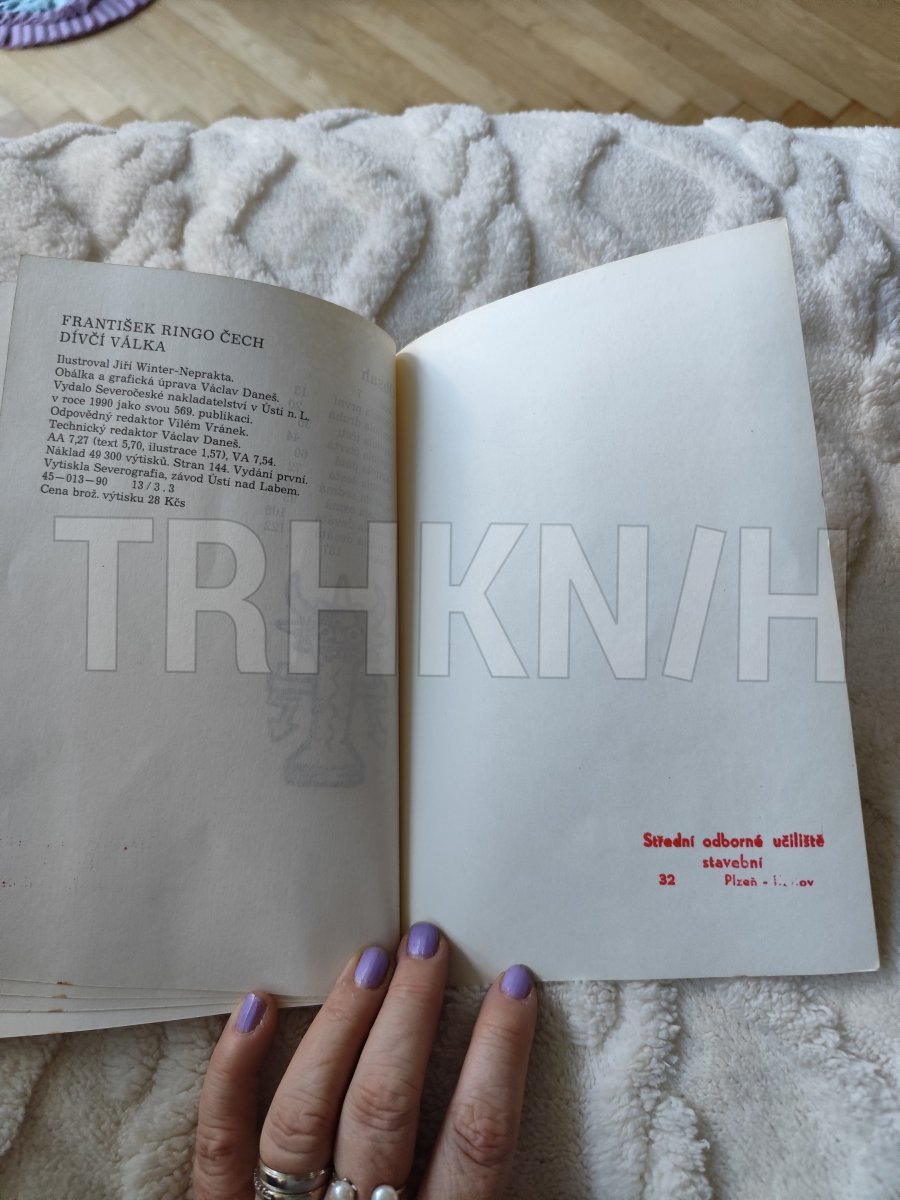 FRANTIŠEK RINGO ČECH
DÍVČÍ VÁLKA
Ilustroval Jiří Winter-Neprakta.
Obálka a grafická úprava Václav Daneš.
Vydalo Severočeské nakladatelství v Ústí n. L.
v roce 1990 jako svou 569. publikaci.
Odpovědný redaktor Vilém Vránek.
Technický redaktor Václav Daneš.
AA 7,27 (text 5,70, ilustrace 1,57), VA 7,54.
Náklad 49 300 výtisků. Stran 144. Vydání první.
Vytiskla Severografia, závod Ústí nad Labem.
45—013—90 13/3.3
Cena brož. výtisku 28 Kčs
TRHKN/H
Střední odborné učiliště
stavební
32 Plzeň -